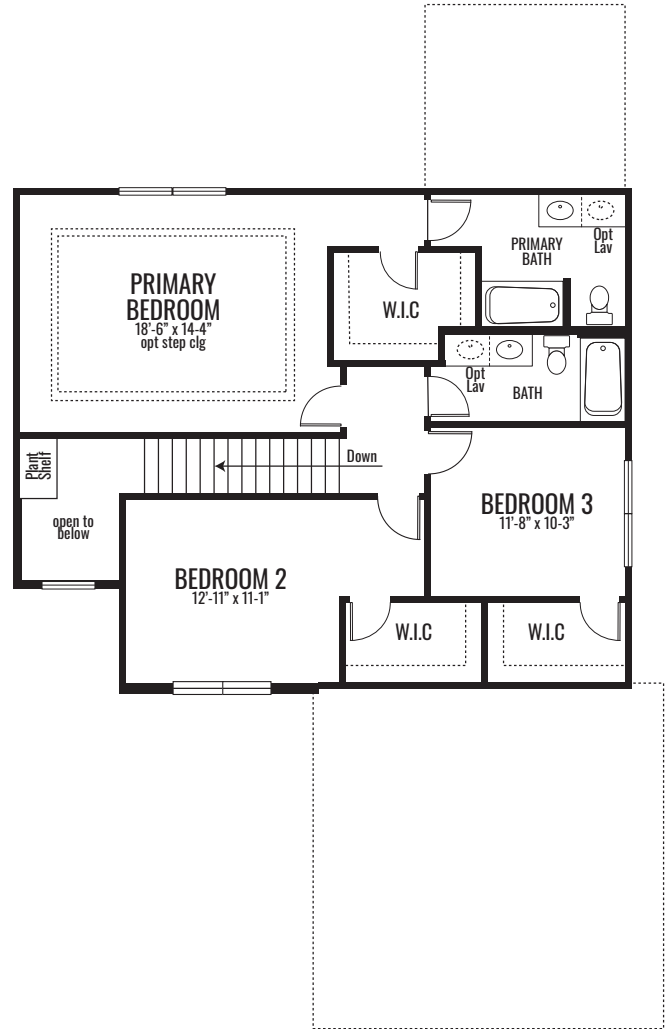 PRIMARY
BATH
Opt
Lav
PRIMARY
BEDROOM
18'-6" x 14-4"
opt step clg
W.I.C
Opt
Lav
BATH
Down
Plant
Shelf
open to
below
BEDROOM 3
11'-8" x 10-3"
BEDROOM 2
12'-11" x 11-1"
W.I.C
W.I.C